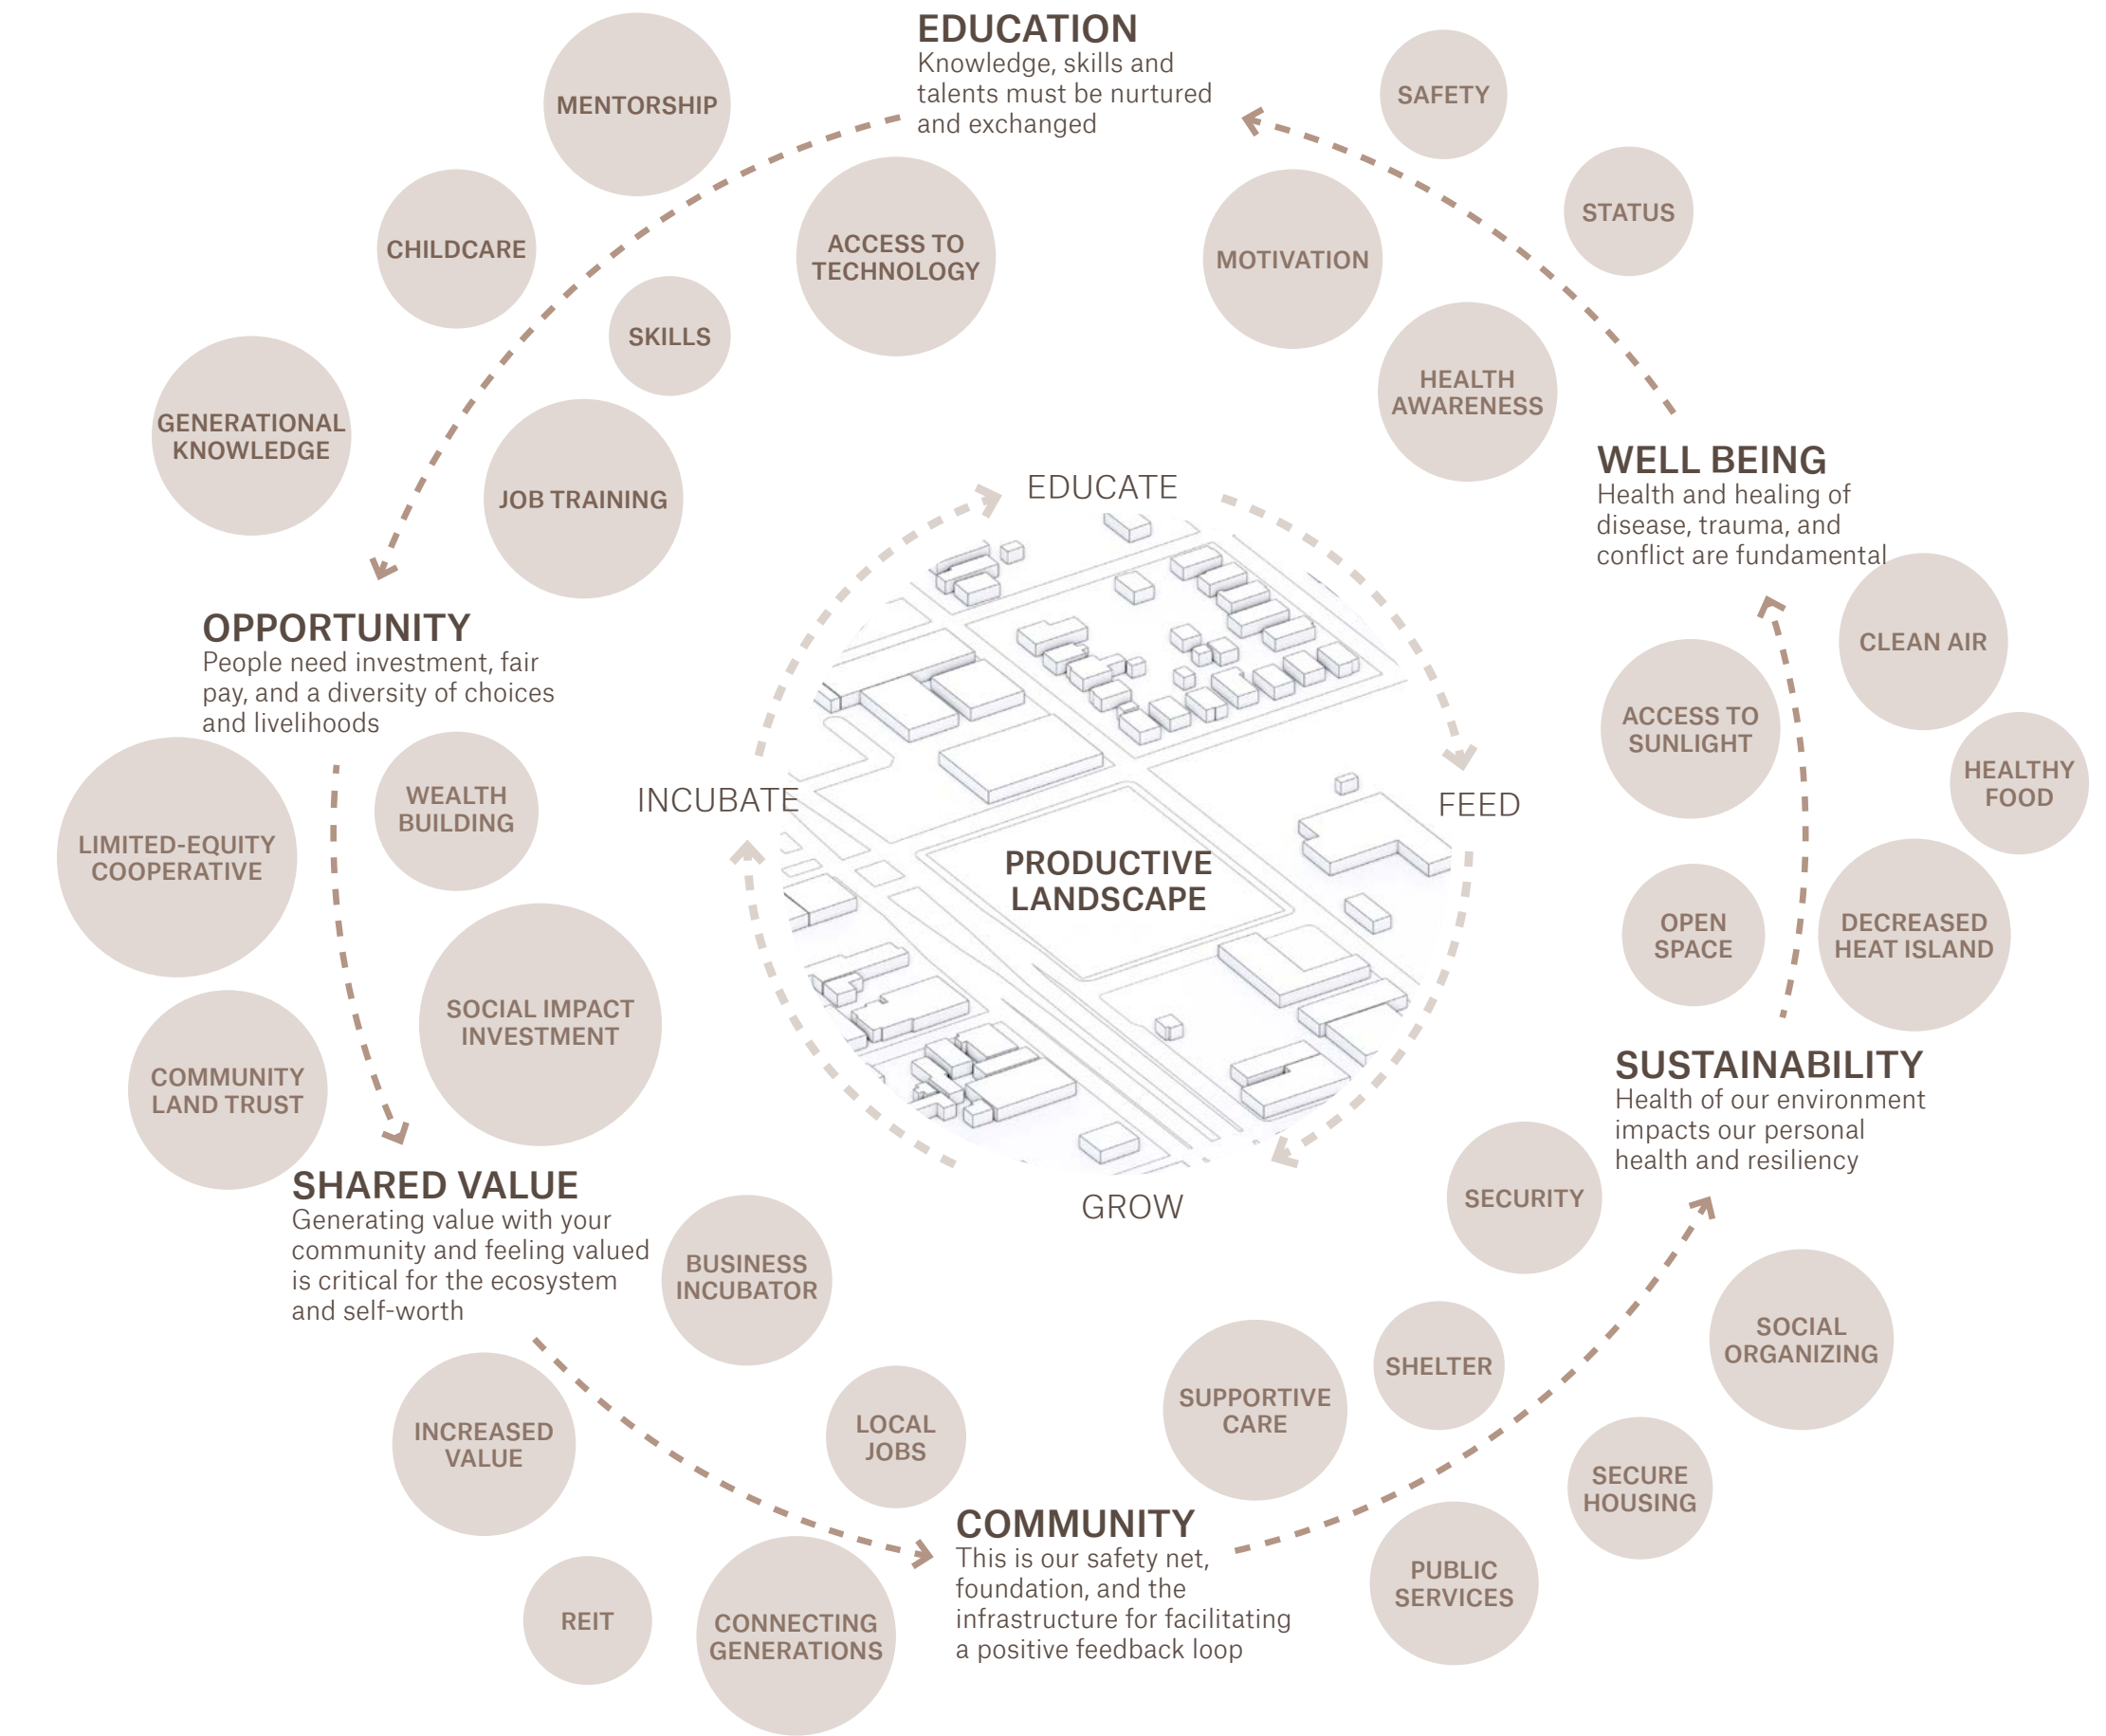 EDUCATION
Knowledge, skills and
talents must be nurtured
and exchanged
MENTORSHIP
CHILDCARE
ACCESS TO
TECHNOLOGY
SKILLS
GENERATIONAL
KNOWLEDGE
JOB TRAINING
SAFETY
STATUS
MOTIVATION
HEALTH
AWARENESS
WELL BEING
Health and healing of
disease, trauma, and
conflict are fundamental
CLEAN AIR
ACCESS TO
SUNLIGHT
HEALTHY
FOOD
OPEN
SPACE
DECREASED
HEAT ISLAND
OPPORTUNITY
People need investment, fair
pay, and a diversity of choices
and livelihoods
LIMITED-EQUITY
COOPERATIVE
WEALTH
BUILDING
SOCIAL IMPACT
INVESTMENT
COMMUNITY
LAND TRUST
EDUCATE
INCUBATE
FEED
PRODUCTIVE
LANDSCAPE
GROW
SUSTAINABILITY
Health of our environment
impacts our personal
health and resiliency
SHARED VALUE
Generating value with your
community and feeling valued
is critical for the ecosystem
and self-worth
BUSINESS
INCUBATOR
INCREASED
VALUE
LOCAL
JOBS
REIT
CONNECTING
GENERATIONS
COMMUNITY
This is our safety net,
foundation, and the
infrastructure for facilitating
a positive feedback loop
SECURITY
SOCIAL
ORGANIZING
SHELTER
SUPPORTIVE
CARE
SECURE
HOUSING
PUBLIC
SERVICES